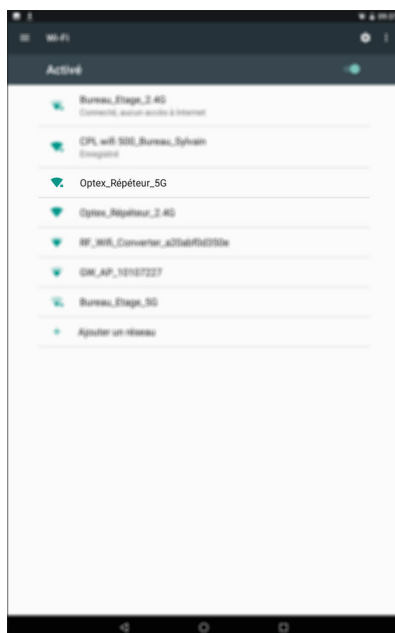 Wi-Fi
Activé
Bureau_Etage_2.4G
Connecté, aucun accès à Internet
CPL wifi 500_Bureau_Sylvain
Enregistré
Optex_Répéteur_5G
Optex_Répéteur_2.4G
GW_AP_10107227
Bureau_Etage_5G
Ajouter un réseau